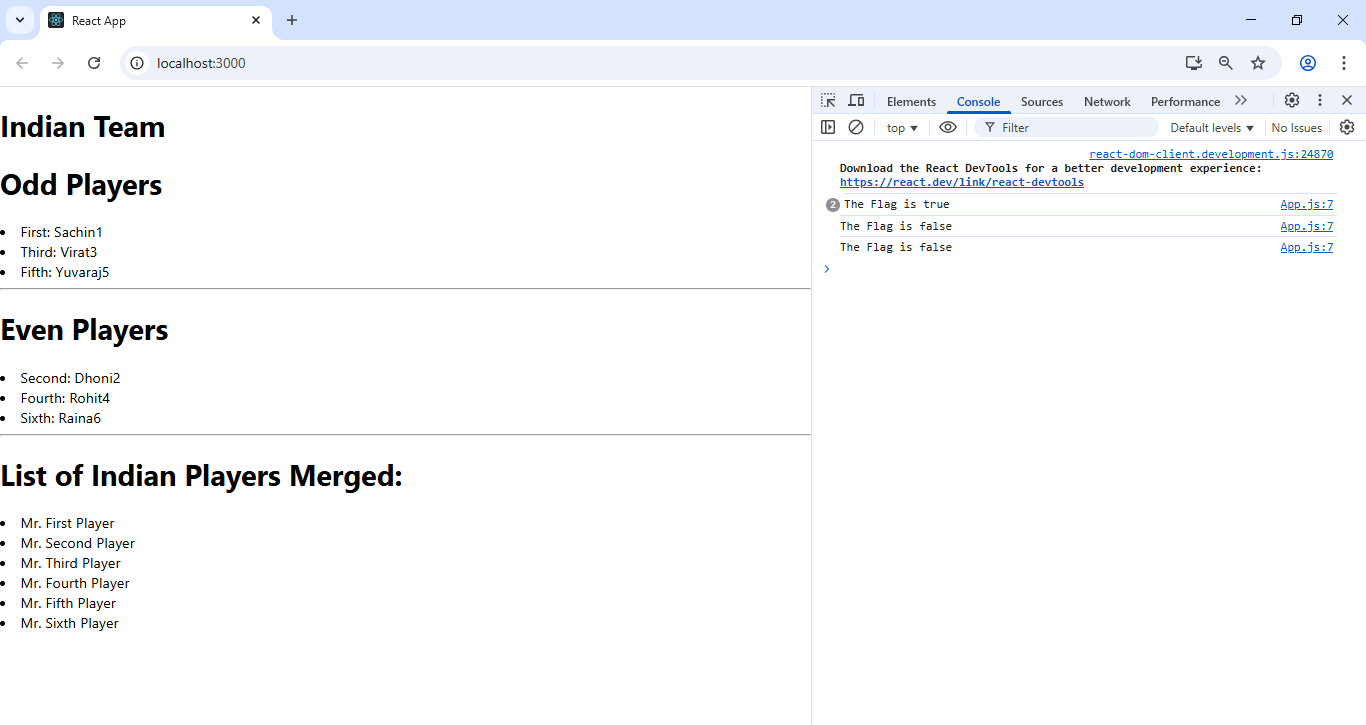 React App
localhost:3000
Indian Team
Odd Players
First: Sachin1
Third: Virat3
Fifth: Yuvaraj5
Even Players
Second: Dhoni2
Fourth: Rohit4
Sixth: Raina6
List of Indian Players Merged:
Mr. First Player
Mr. Second Player
Mr. Third Player
Mr. Fourth Player
Mr. Fifth Player
Mr. Sixth Player
Elements Console Sources Network Performance
top Filter Default levels No Issues
react-dom-client.development.js:24870
Download the React DevTools for a better development experience:
https://react.dev/link/react-devtools
2 The Flag is true App.js:7
The Flag is false App.js:7
The Flag is false App.js:7